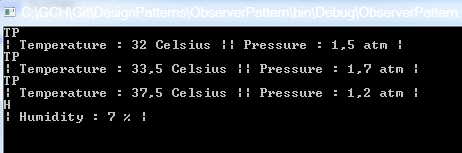 C:\GCH\Git\DesignPatterns\ObserverPattern\bin\Debug\ObserverPattern.
TP
| Temperature : 32 Celsius || Pressure : 1,5 atm |
TP
| Temperature : 33,5 Celsius || Pressure : 1,7 atm |
TP
| Temperature : 37,5 Celsius || Pressure : 1,2 atm |
H
| Humidity : 7 % |